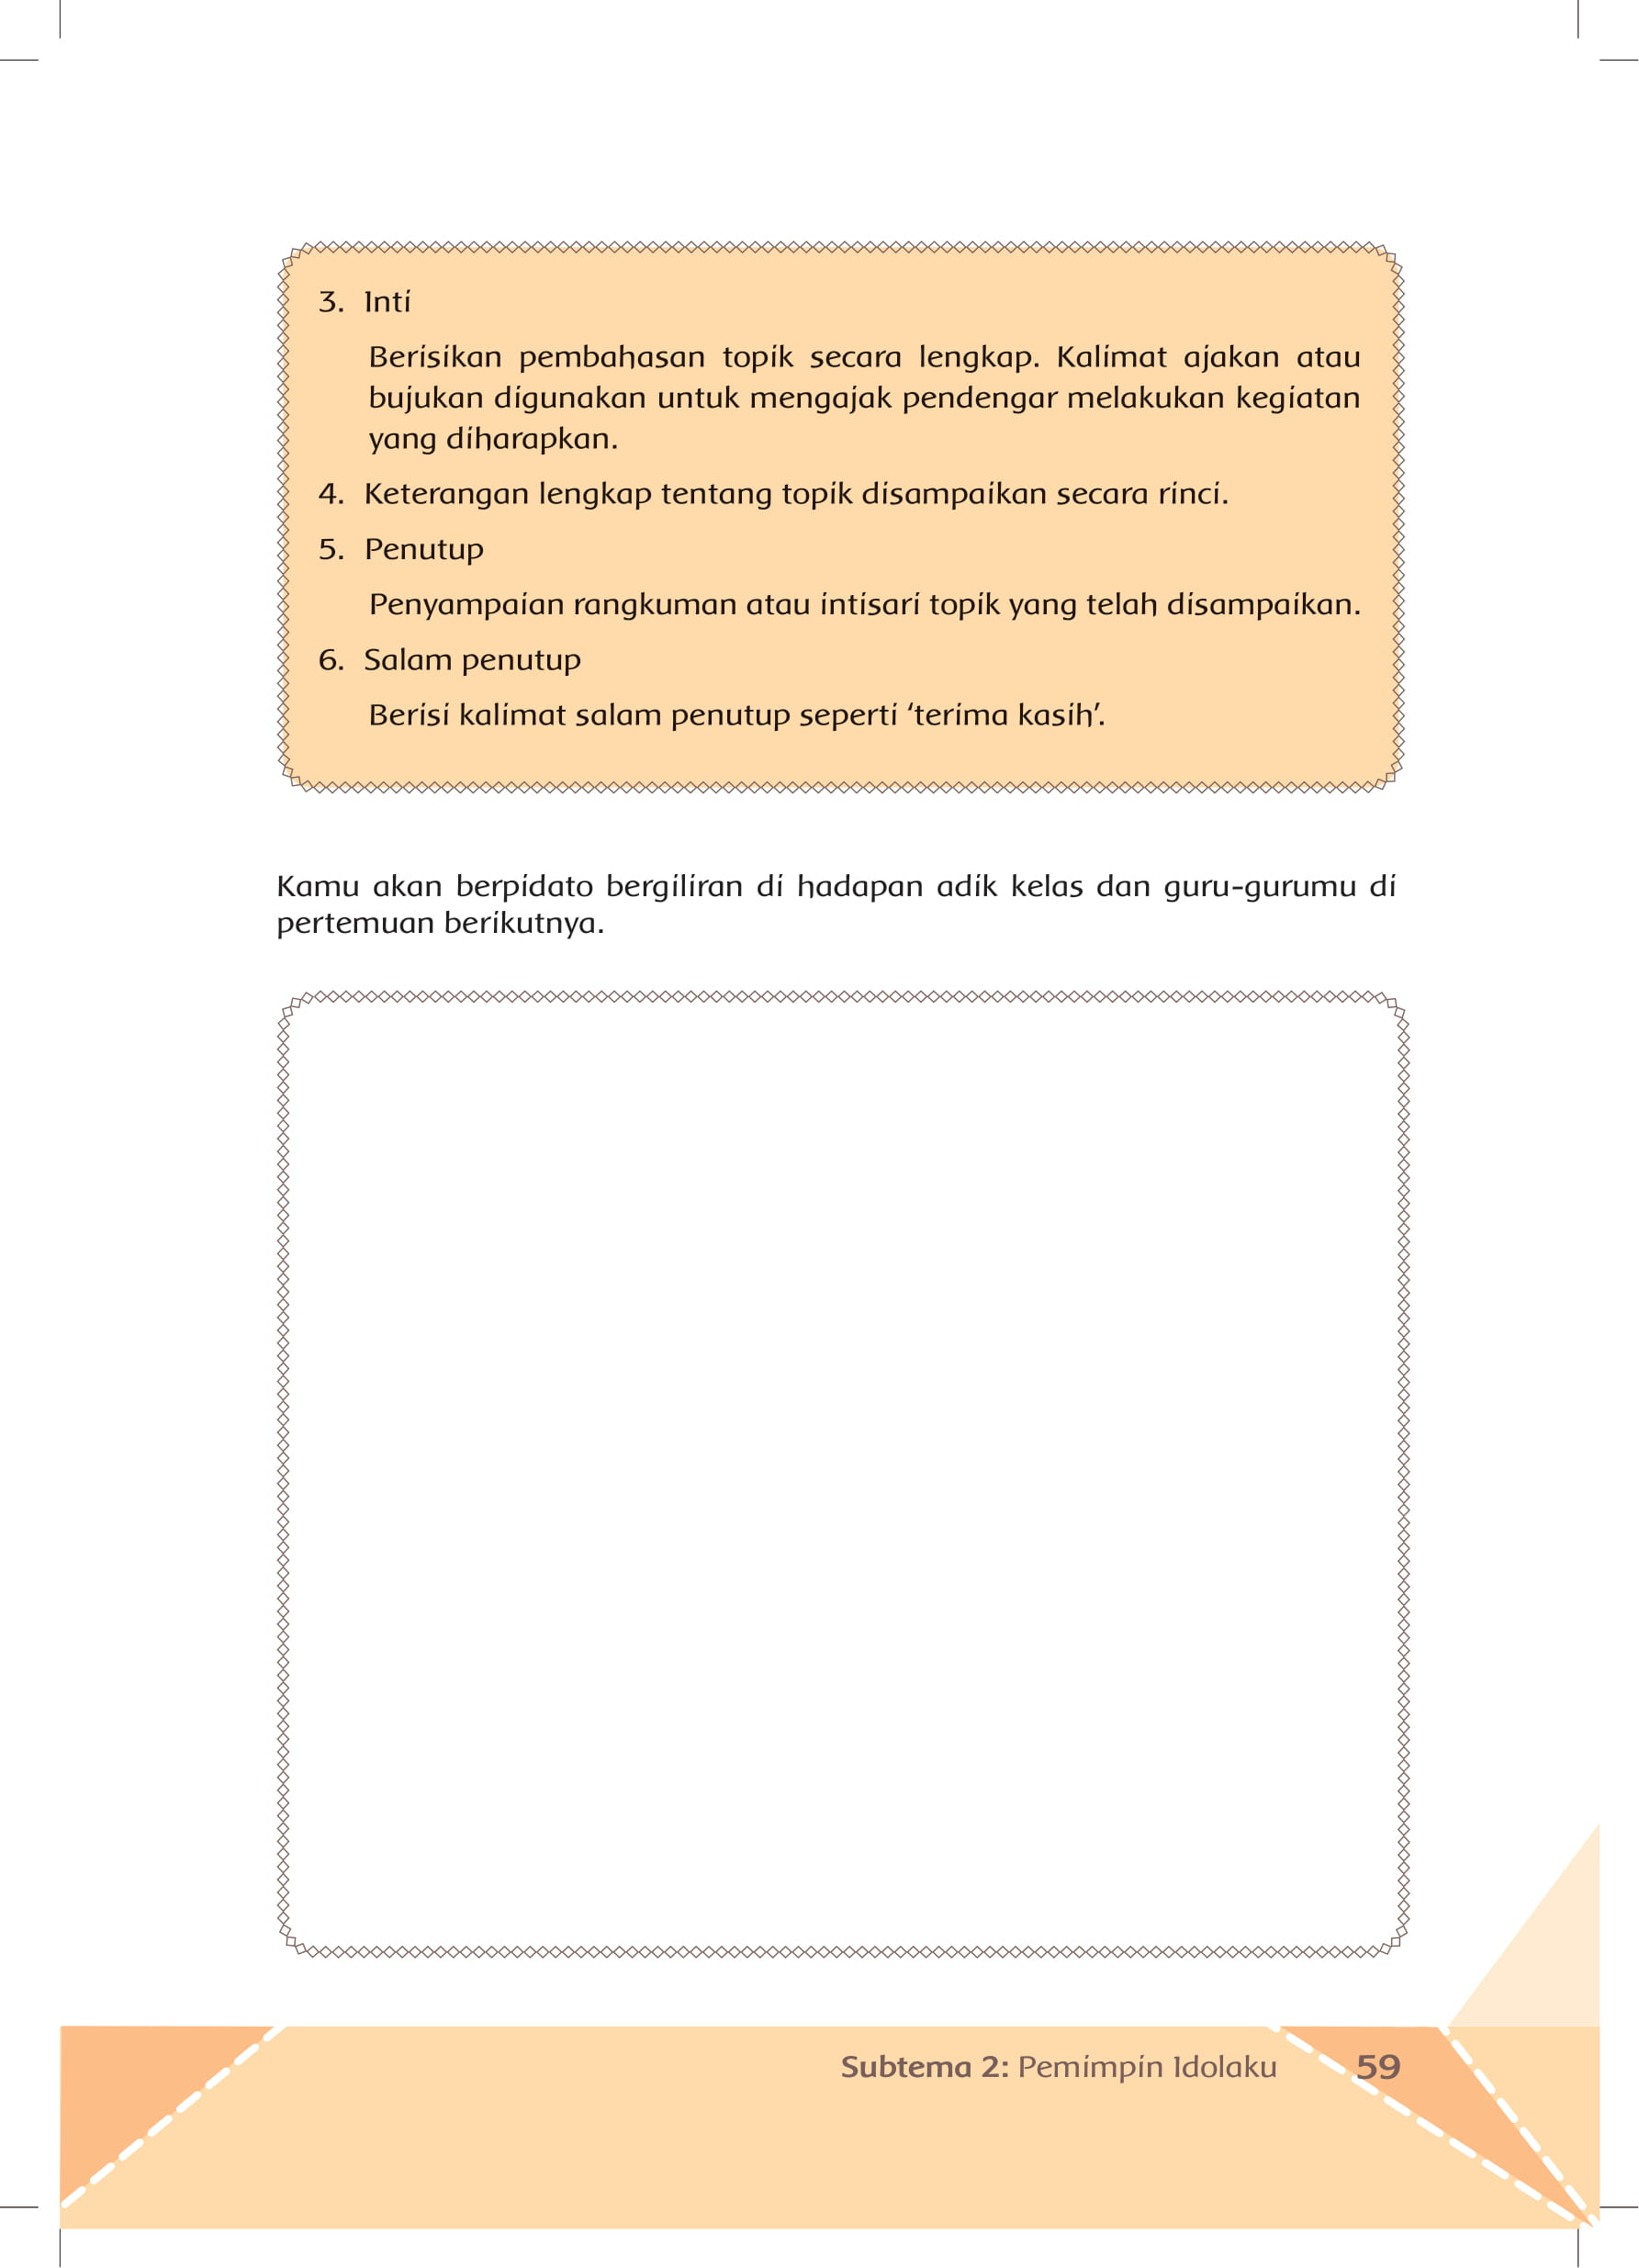 3. Inti
Berisikan pembahasan topik secara lengkap. Kalimat ajakan atau
bujukan digunakan untuk mengajak pendengar melakukan kegiatan
yang diharapkan.
4. Keterangan lengkap tentang topik disampaikan secara rinci.
5. Penutup
Penyampaian rangkuman atau intisari topik yang telah disampaikan.
6. Salam penutup
Berisi kalimat salam penutup seperti ‘terima kasih’.
Kamu akan berpidato bergiliran di hadapan adik kelas dan guru-gurumu di
pertemuan berikutnya.
Subtema 2: Pemimpin Idolaku 59